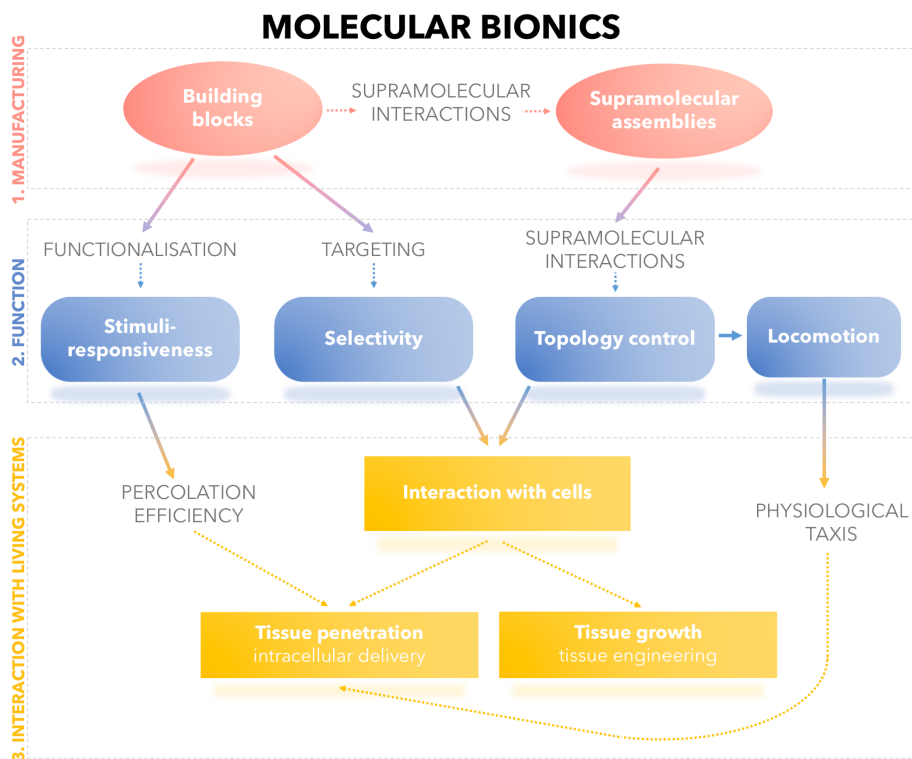 MOLECULAR BIONICS
1. MANUFACTURING
Building
blocks
SUPRAMOLECULAR
INTERACTIONS
Supramolecular
assemblies
2. FUNCTION
FUNCTIONALISATION
TARGETING
SUPRAMOLECULAR
INTERACTIONS
Stimuli-
responsiveness
Selectivity
Topology control
Locomotion
3. INTERACTION WITH LIVING SYSTEMS
PERCOLATION
EFFICIENCY
Interaction with cells
PHYSIOLOGICAL
TAXIS
Tissue penetration
intracellular delivery
Tissue growth
tissue engineering